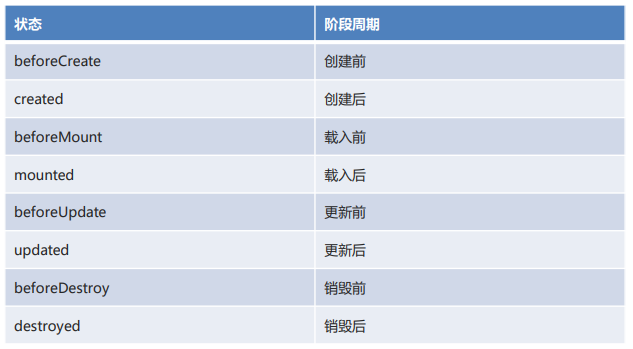 状态 阶段周期
beforeCreate 创建前
created 创建后
beforeMount 载入前
mounted 载入后
beforeUpdate 更新前
updated 更新后
beforeDestroy 销毁前
destroyed 销毁后